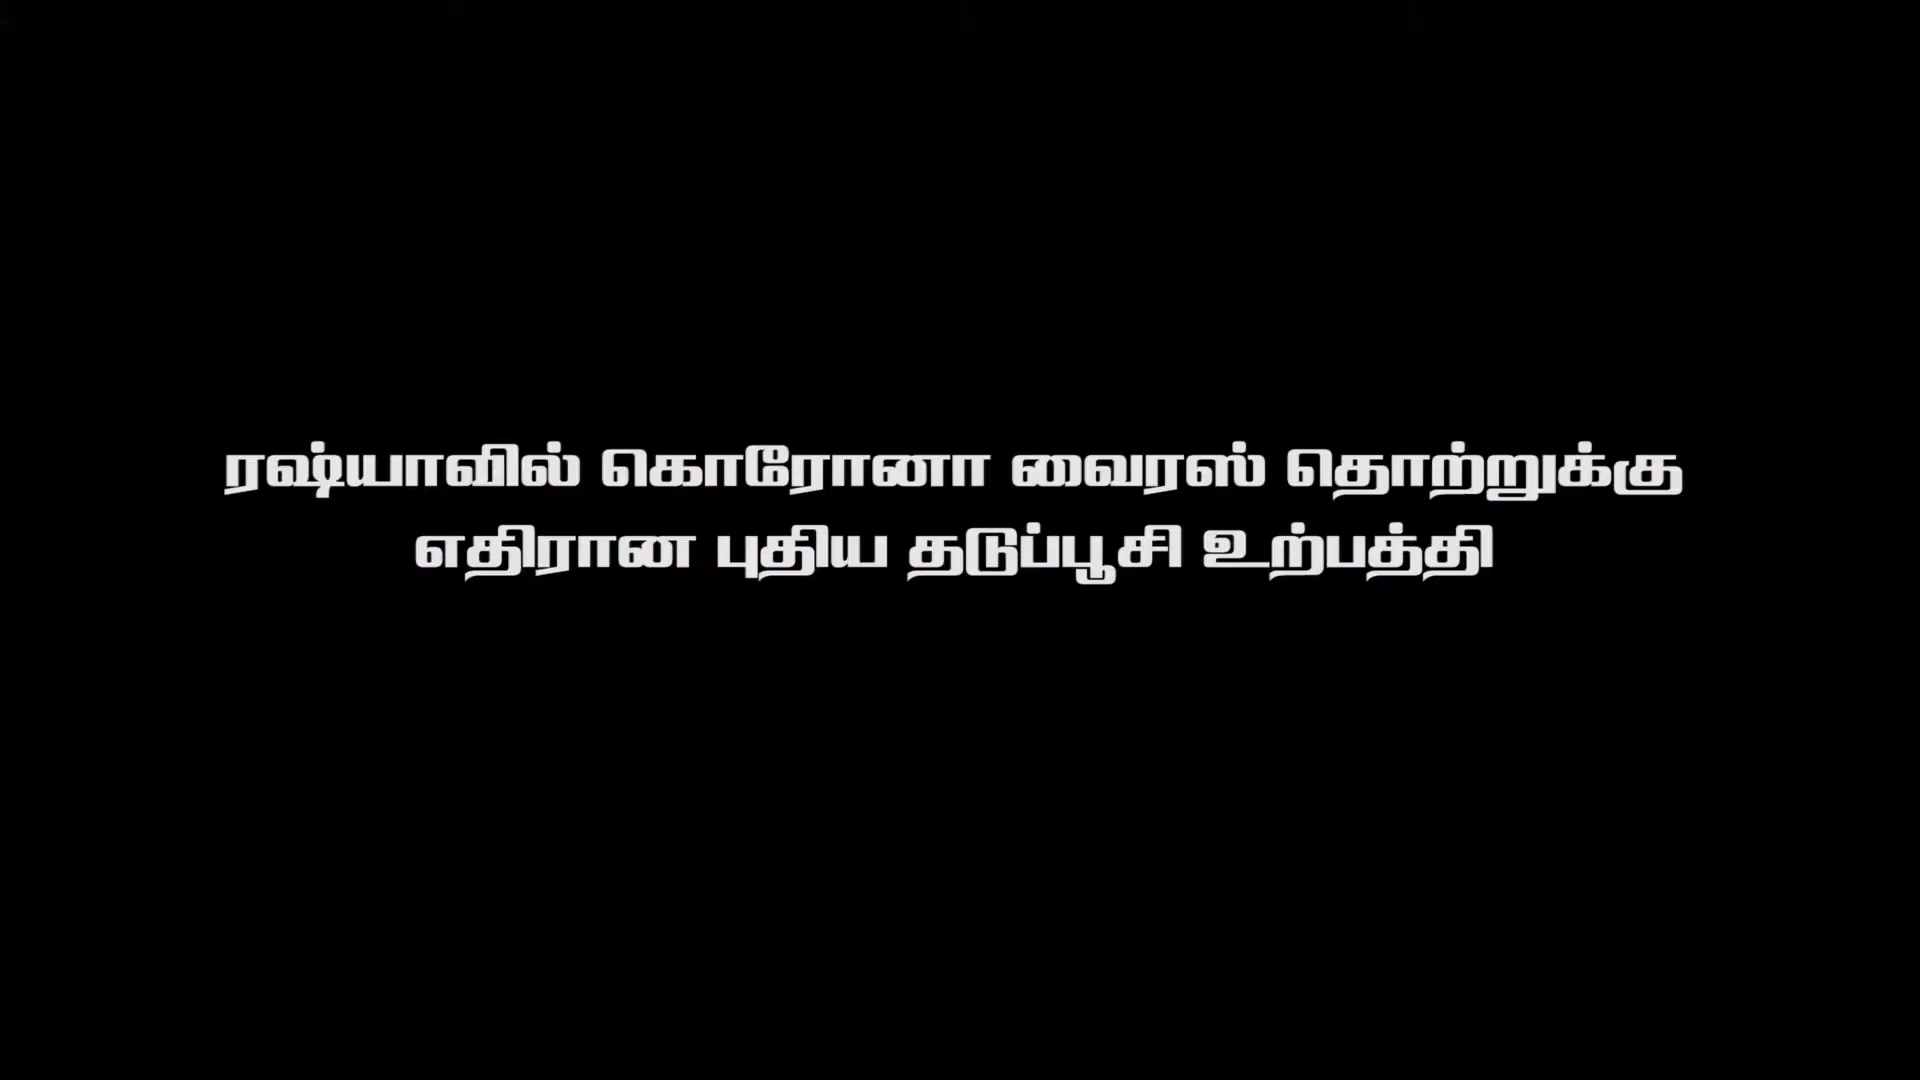 ரஷ்யாவில் கொரோனா வைரஸ் தொற்றுக்கு
எதிரான புதிய தடுப்பூசி உற்பத்தி